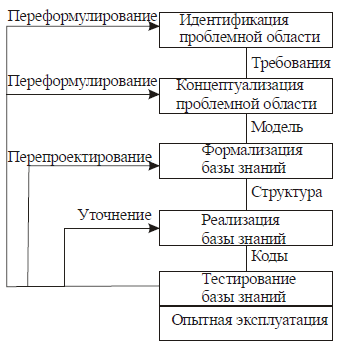 Переформулирование
Идентификация
проблемной области
Требования
Переформулирование
Концептуализация
проблемной области
Модель
Перепроектирование
Формализация
базы знаний
Структура
Уточнение
Реализация
базы знаний
Коды
Тестирование
базы знаний
Опытная эксплуатация